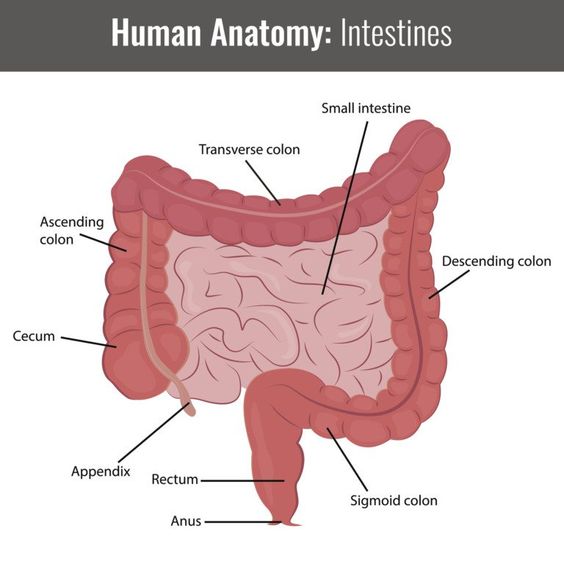 Human Anatomy: Intestines
Small intestine
Transverse colon
Ascending
colon
Descending colon
Cecum
Appendix
Rectum
Sigmoid colon
Anus